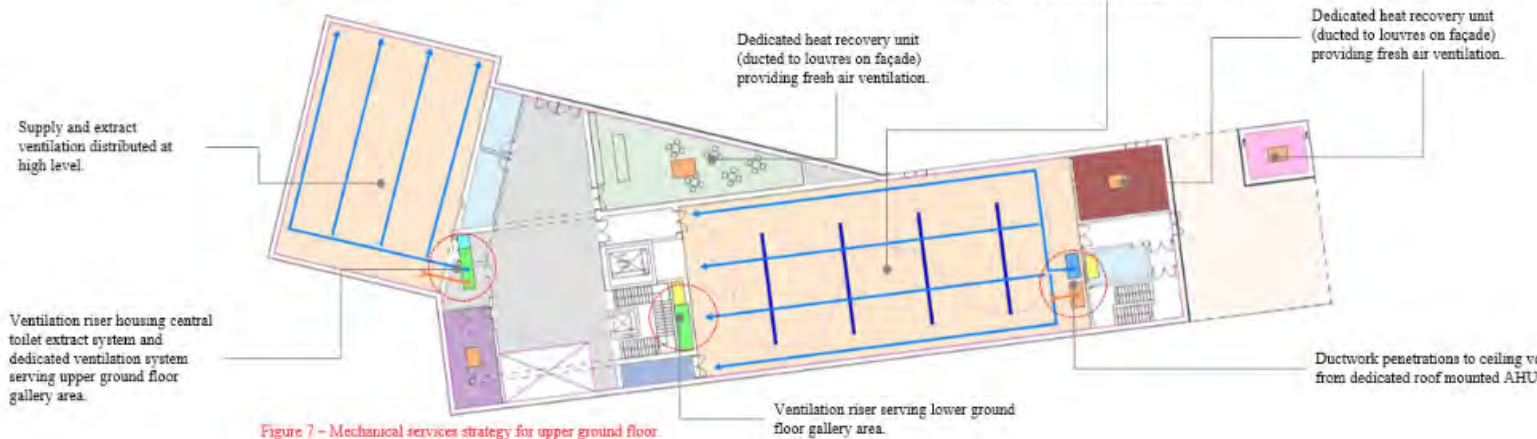 Dedicated heat recovery unit
(ducted to louvres on façade)
providing fresh air ventilation.
Dedicated heat recovery unit
(ducted to louvres on façade)
providing fresh air ventilation.
Supply and extract
ventilation distributed at
high level.
Ventilation riser housing central
toilet extract system and
dedicated ventilation system
serving upper ground floor
gallery area.
Ductwork penetrations to ceiling
from dedicated roof mounted AHU
Ventilation riser serving lower ground
floor gallery area.
Figure 7 – Mechanical services strategy for upper ground floor.